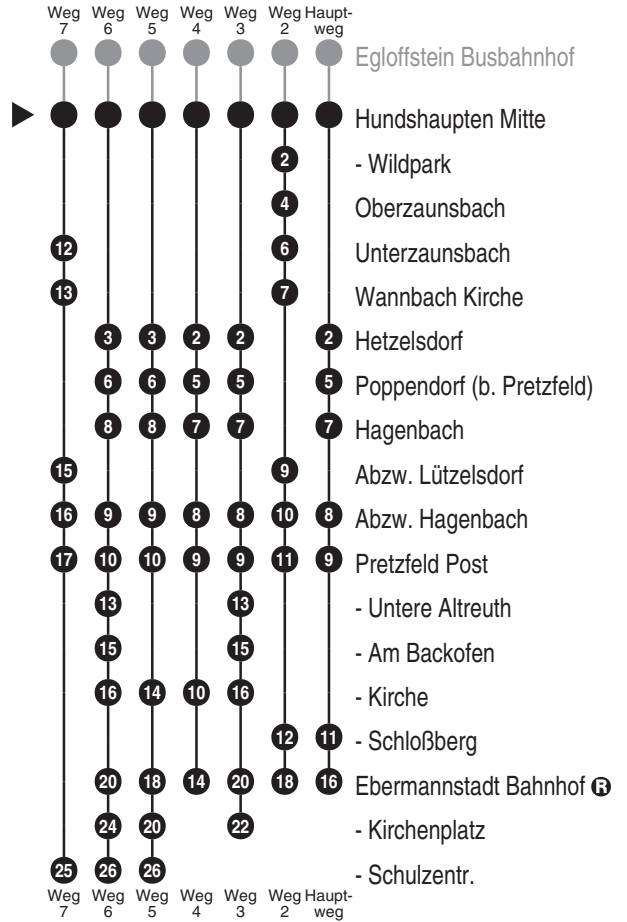 Weg 7 Weg 6 Weg 5 Weg 4 Weg 3 Weg 2 Haupt-weg
Egloffstein Busbahnhof
Hundshaupten Mitte
2 - Wildpark
4 Oberzaunsbach
12 6 Unterzaunsbach
13 7 Wannbach Kirche
3 3 2 2 2 Hetzelsdorf
6 6 5 5 5 Poppendorf (b. Pretzfeld)
8 8 7 7 7 Hagenbach
15 9 Abzw. Lützelsdorf
16 9 9 8 8 10 8 Abzw. Hagenbach
17 10 10 9 9 11 9 Pretzfeld Post
13 13 - Untere Altreuth
15 15 - Am Backofen
16 14 10 16 - Kirche
12 11 - Schloßberg
20 18 14 20 18 16 Ebermannstadt Bahnhof R
24 20 22 - Kirchenplatz
25 26 26 - Schulzentr.
Weg 7 Weg 6 Weg 5 Weg 4 Weg 3 Weg 2 Haupt-weg